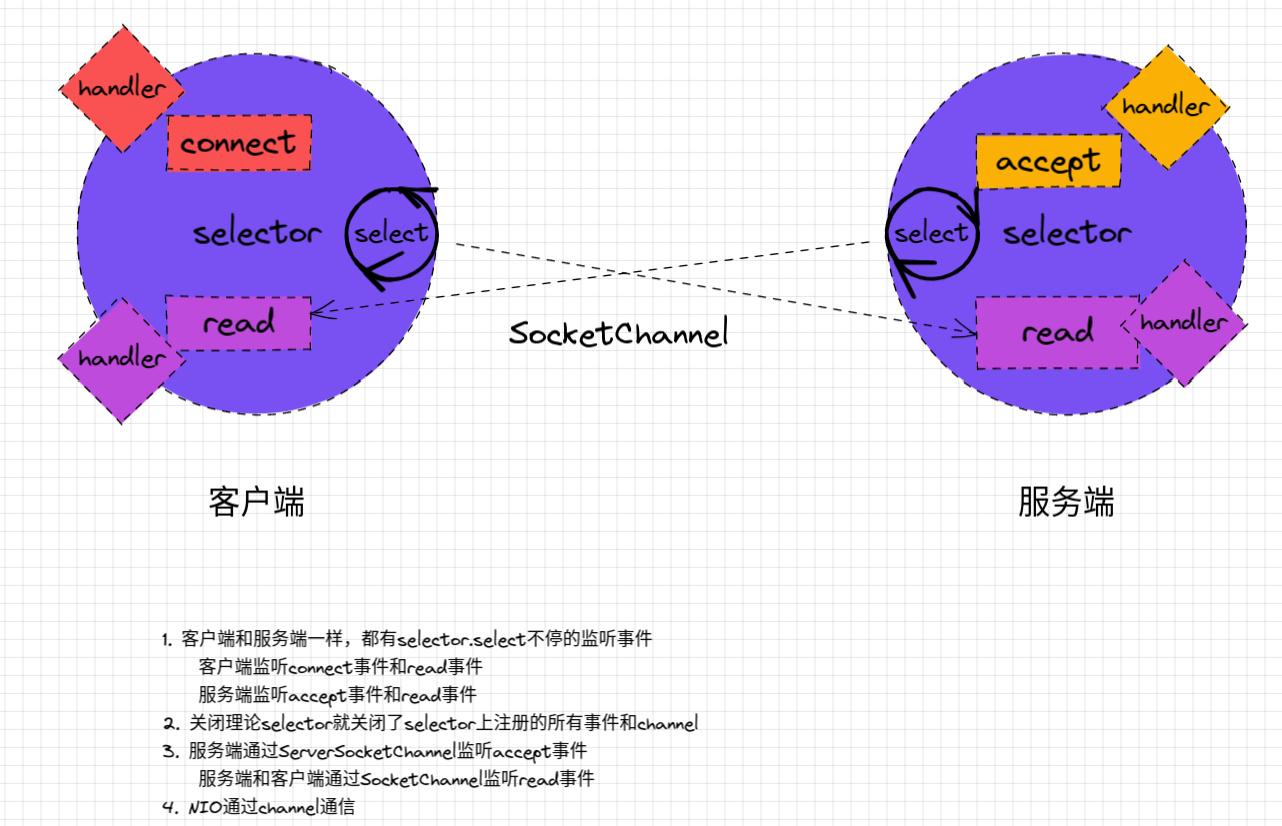 handler
handler
connect
accept
selector
select
select
selector
read
handler
SocketChannel
read
handler
客户端
服务端
1. 客户端和服务端一样，都有selector.select不停的监听事件
客户端监听connect事件和read事件
服务端监听accept事件和read事件
2. 关闭理论selector就关闭了selector上注册的所有事件和channel
3. 服务端通过ServerSocketChannel监听accept事件
服务端和客户端通过SocketChannel监听read事件
4. NIO通过channel通信